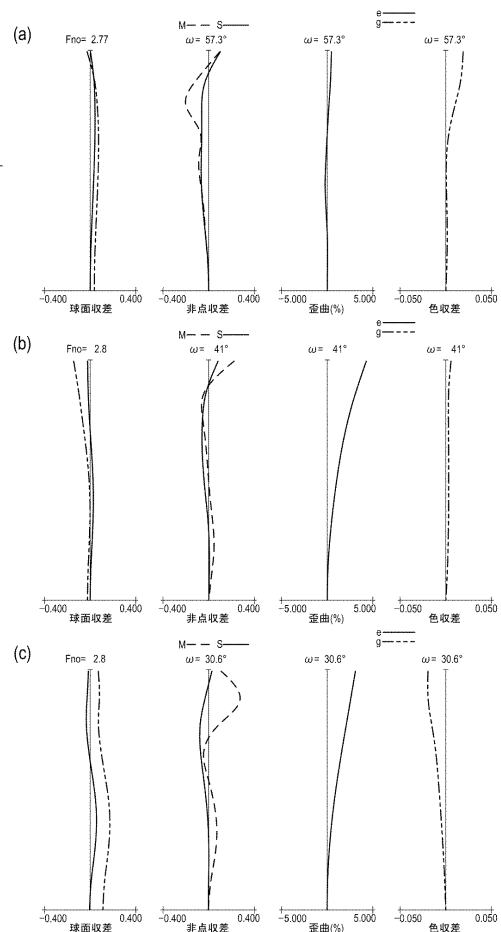 (a)
M S e g
Fno= 2.77 ω= 57.3° ω= 57.3° ω= 57.3°
−0.400 0.400 −0.400 0.400 −5.000 5.000 −0.050 0.050
球面収差 非点収差 歪曲(%) 色収差
(b)
M S e g
Fno= 2.8 ω= 41° ω= 41° ω= 41°
−0.400 0.400 −0.400 0.400 −5.000 5.000 −0.050 0.050
球面収差 非点収差 歪曲(%) 色収差
(c)
M S e g
Fno= 2.8 ω= 30.6° ω= 30.6° ω= 30.6°
−0.400 0.400 −0.400 0.400 −5.000 5.000 −0.050 0.050
球面収差 非点収差 歪曲(%) 色収差